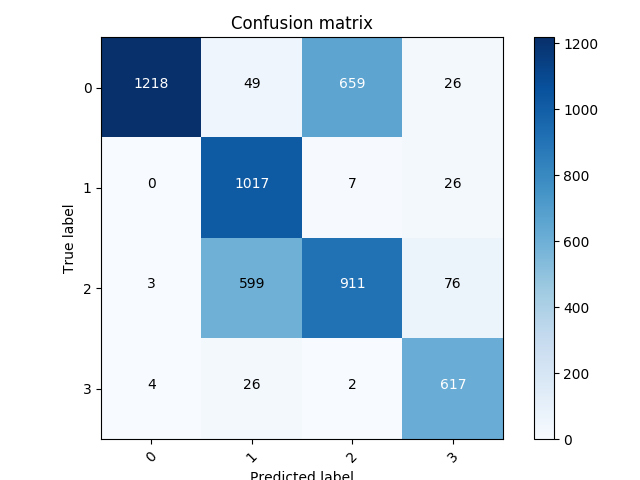 Confusion matrix
0 1218 49 659 26
1 0 1017 7 26
2 3 599 911 76
3 4 26 2 617
0 1 2 3
True label
Predicted label
1200
1000
800
600
400
200
0